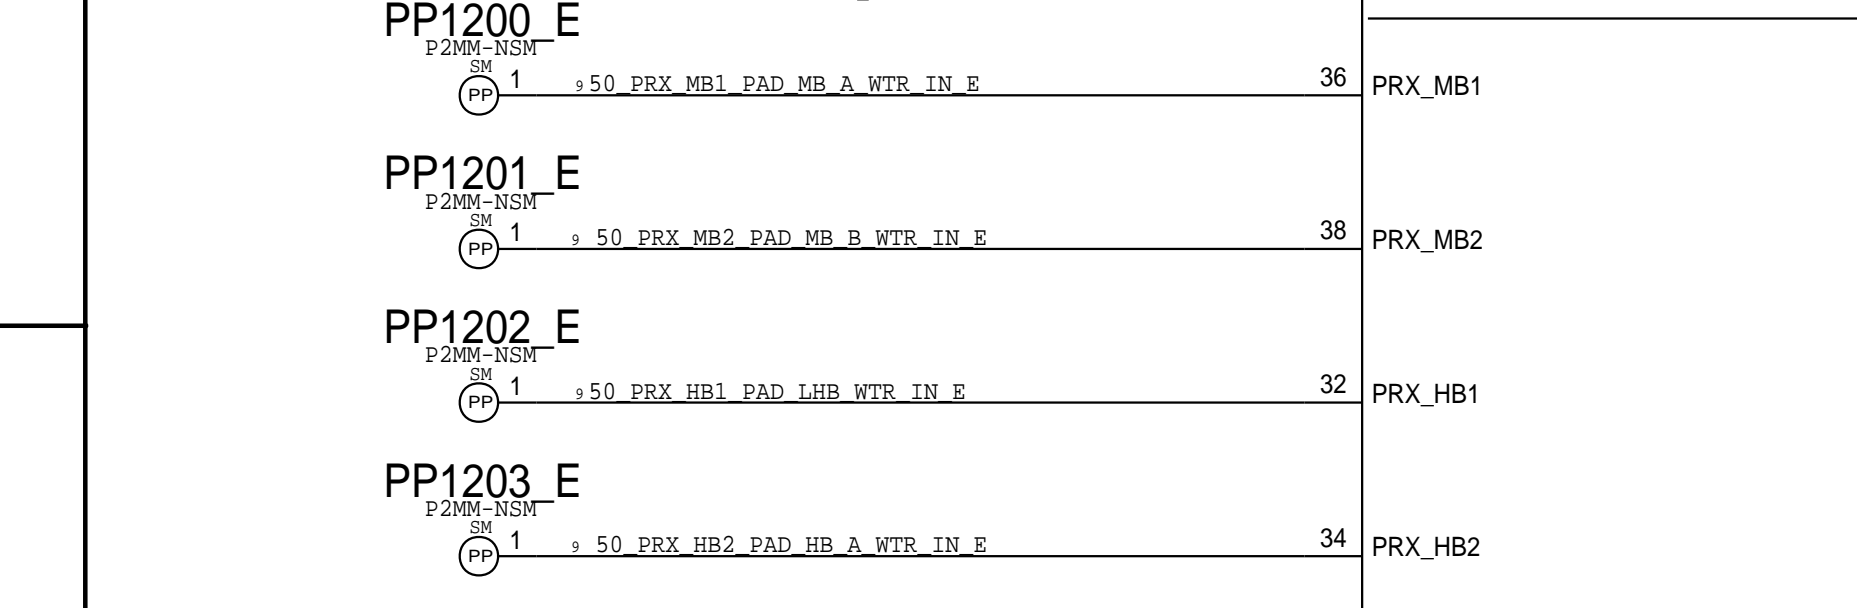 PP1200_E
P2MM-NSM
SM
PP 1 9 50_PRX_MB1_PAD_MB_A_WTR_IN_E 36 PRX_MB1
PP1201_E
P2MM-NSM
SM
PP 1 9 50_PRX_MB2_PAD_MB_B_WTR_IN_E 38 PRX_MB2
PP1202_E
P2MM-NSM
SM
PP 1 9 50_PRX_HB1_PAD_LHB_WTR_IN_E 32 PRX_HB1
PP1203_E
P2MM-NSM
SM
PP 1 9 50_PRX_HB2_PAD_HB_A_WTR_IN_E 34 PRX_HB2